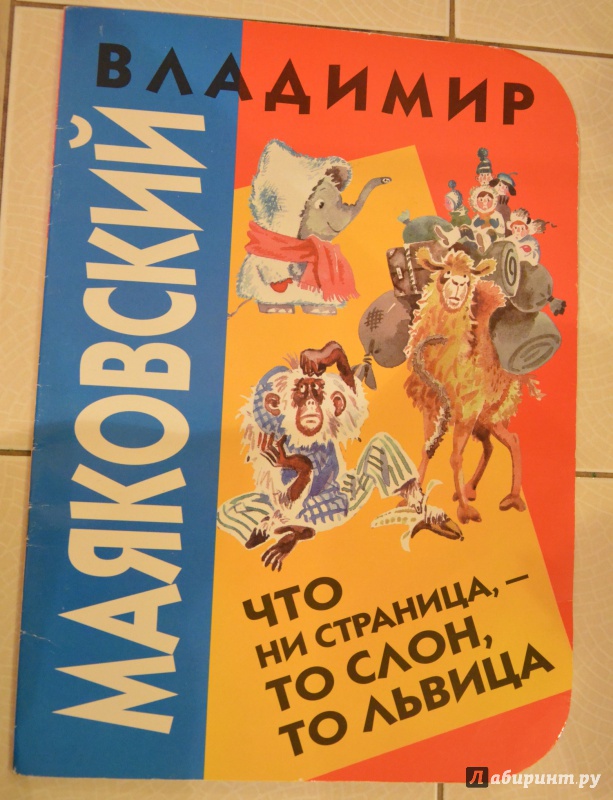 ВЛАДИМИР
МАЯКОВСКИЙ
ЧТО
НИ СТРАНИЦА, –
ТО СЛОН,
ТО ЛЬВИЦА
Лабиринт.ру